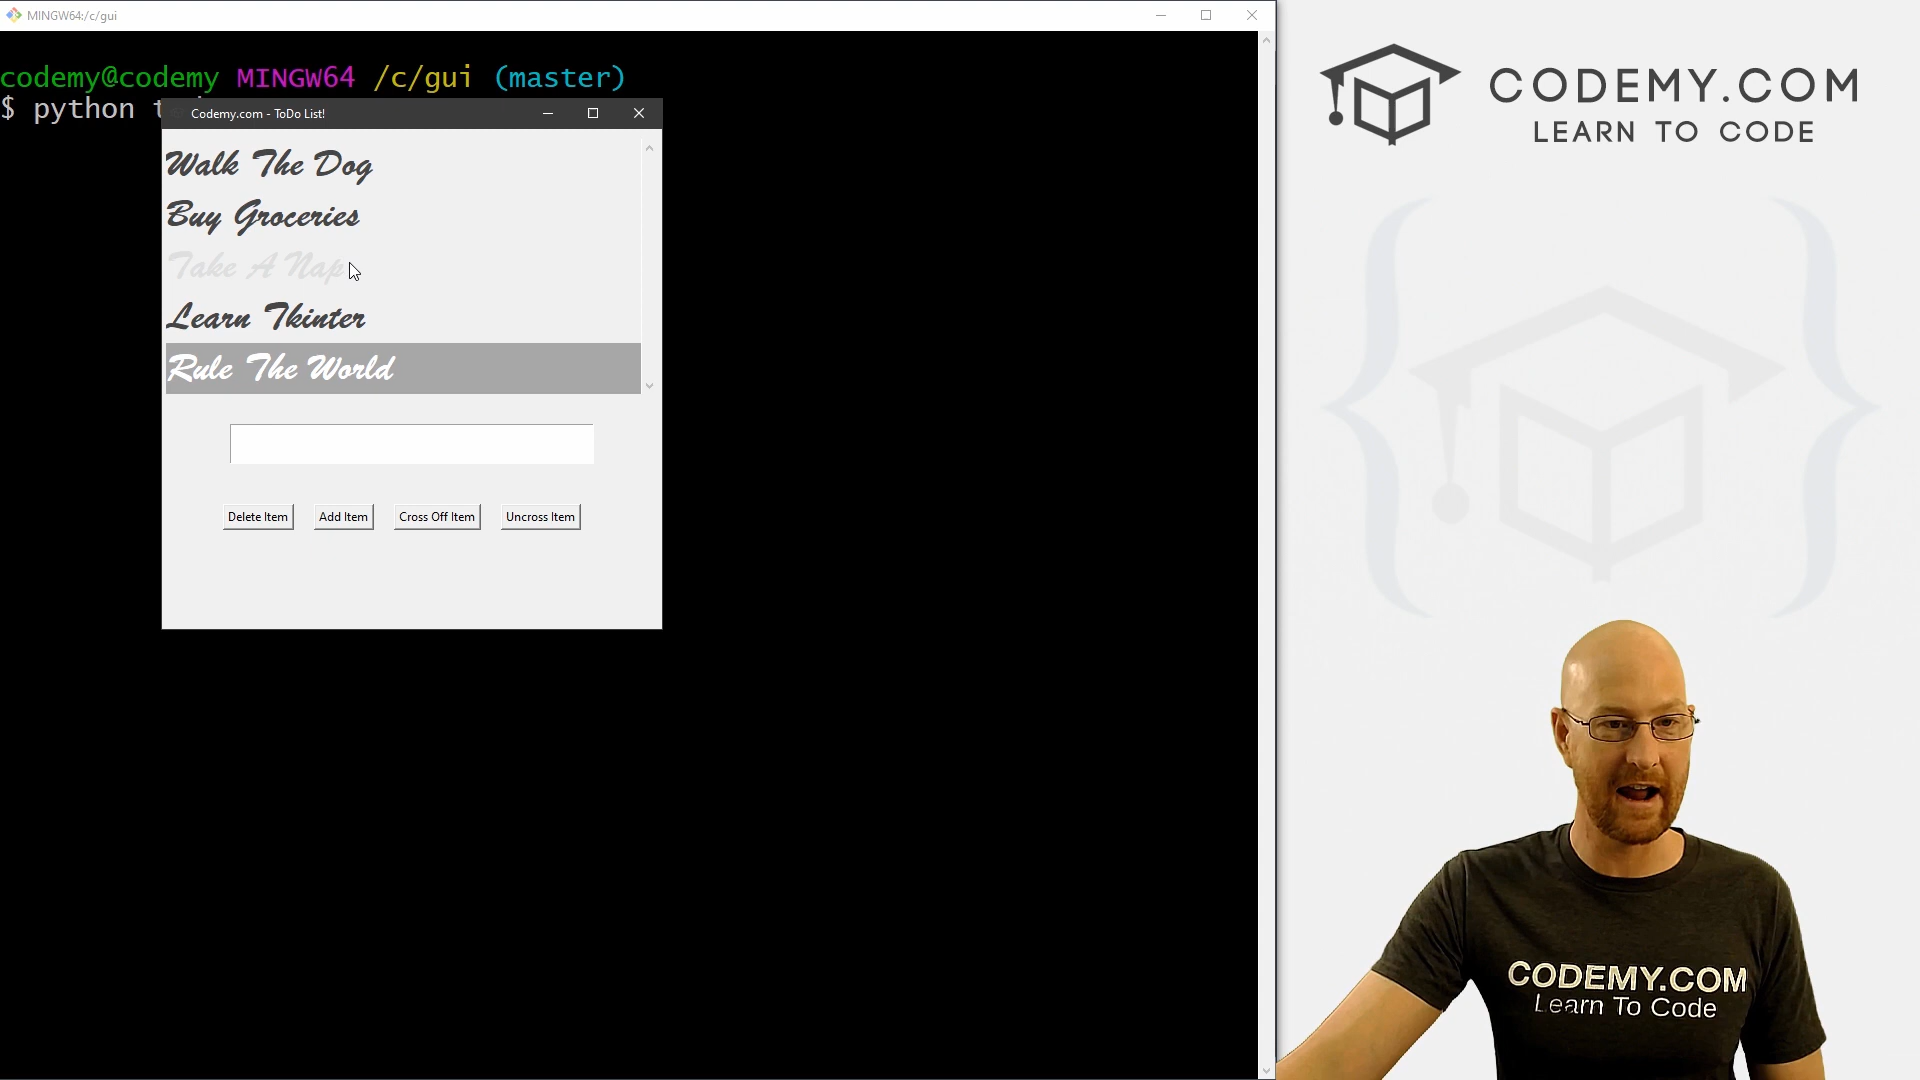 MINGW64:/c/gui
codemy@codemy MINGW64 /c/gui (master)
$ python
Codemy.com - ToDo List!
Walk The Dog
Buy Groceries
Take A Nap
Learn Tkinter
Rule The World
Delete Item
Add Item
Cross Off Item
Uncross Item
CODEMY.COM
LEARN TO CODE
CODEMY.COM
Learn To Code